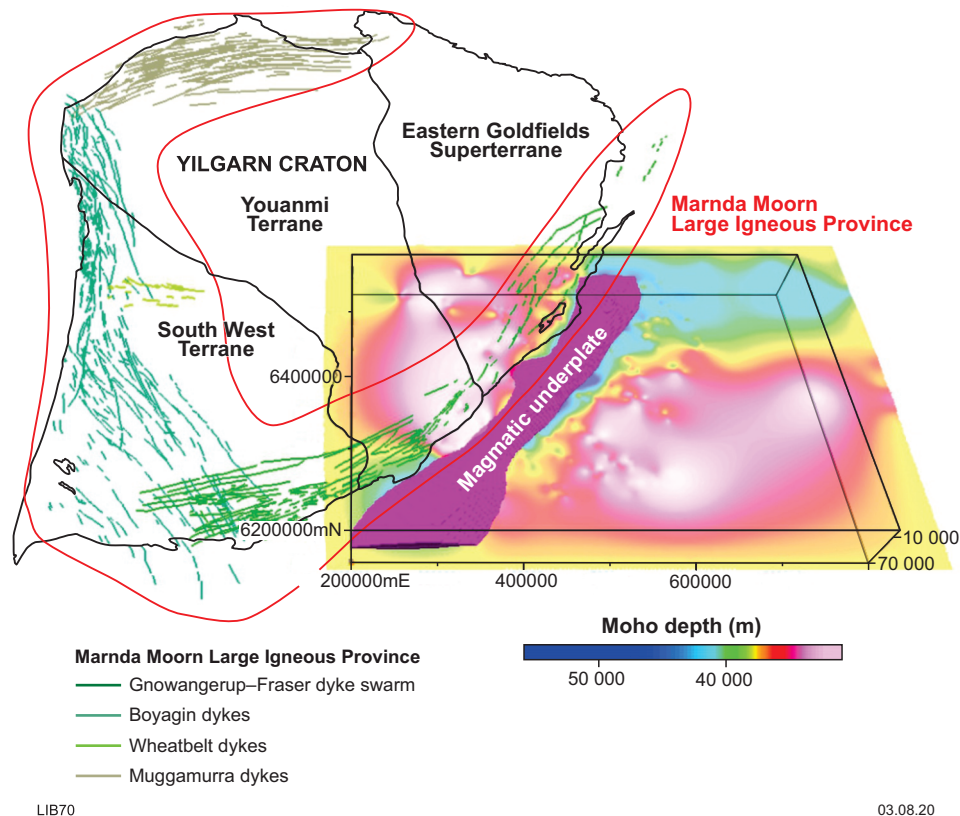 Eastern Goldfields
Superterrane
YILGARN CRATON
Youanmi
Terrane
Marnda Moorn
Large Igneous Province
South West
Terrane
Magmatic underplate
6400000
6200000mN
10 000
70 000
200000mE
400000
600000
Moho depth (m)
50 000
40 000
Marnda Moorn Large Igneous Province
Gnowangerup–Fraser dyke swarm
Boyagin dykes
Wheatbelt dykes
Muggamurra dykes
LIB70
03.08.20